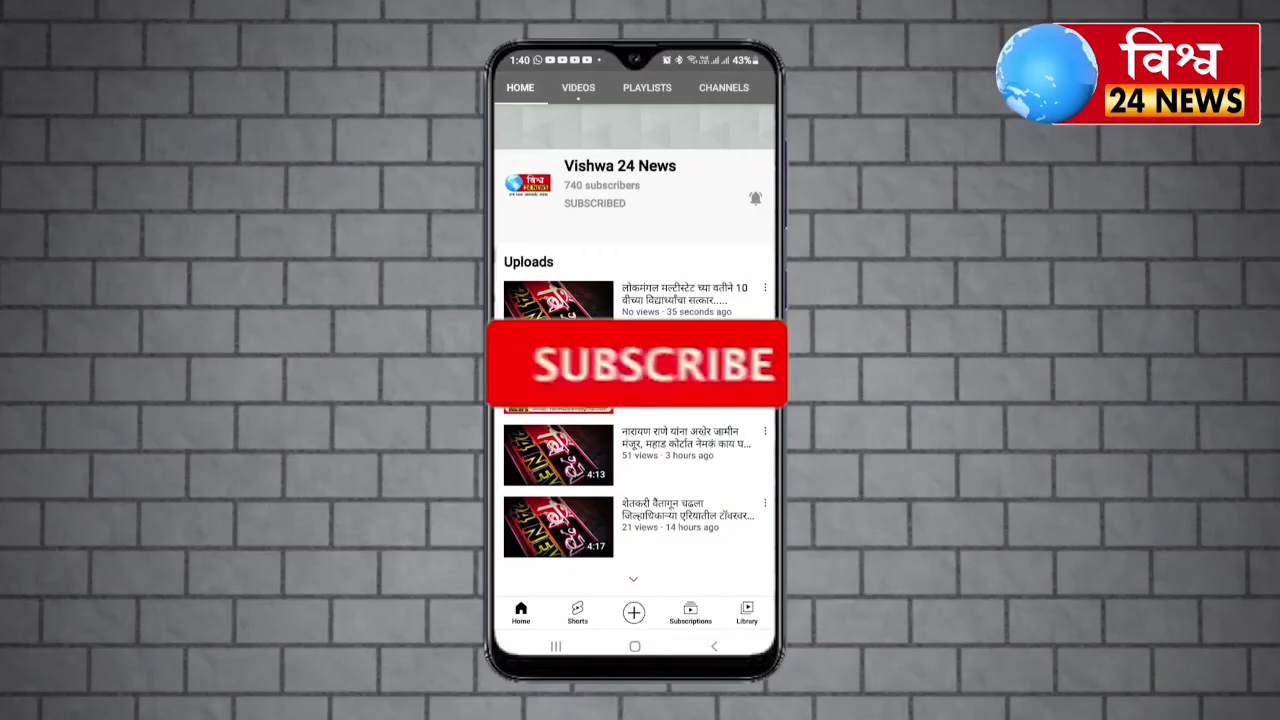 विश्व
24 NEWS
1:40
43%
HOME VIDEOS PLAYLISTS CHANNELS
Vishwa 24 News
740 subscribers
SUBSCRIBED
विश्व
24 NEWS
Uploads
लोकमंगल मल्टीस्टेट च्या वतीने 10
वीच्या विद्यार्थ्यांचा सत्कार.....
No views · 35 seconds ago
SUBSCRIBE
नारायण राणे यांना अखेर जामीन
मंजूर, महाड कोर्टात नेमकं काय घ...
51 views · 3 hours ago
4:13
शेतकरी वैतागून चढला
जिल्हाधिकाऱ्या एरियातील टॉवरवर...
21 views · 14 hours ago
4:17
Home Shorts Subscriptions Library